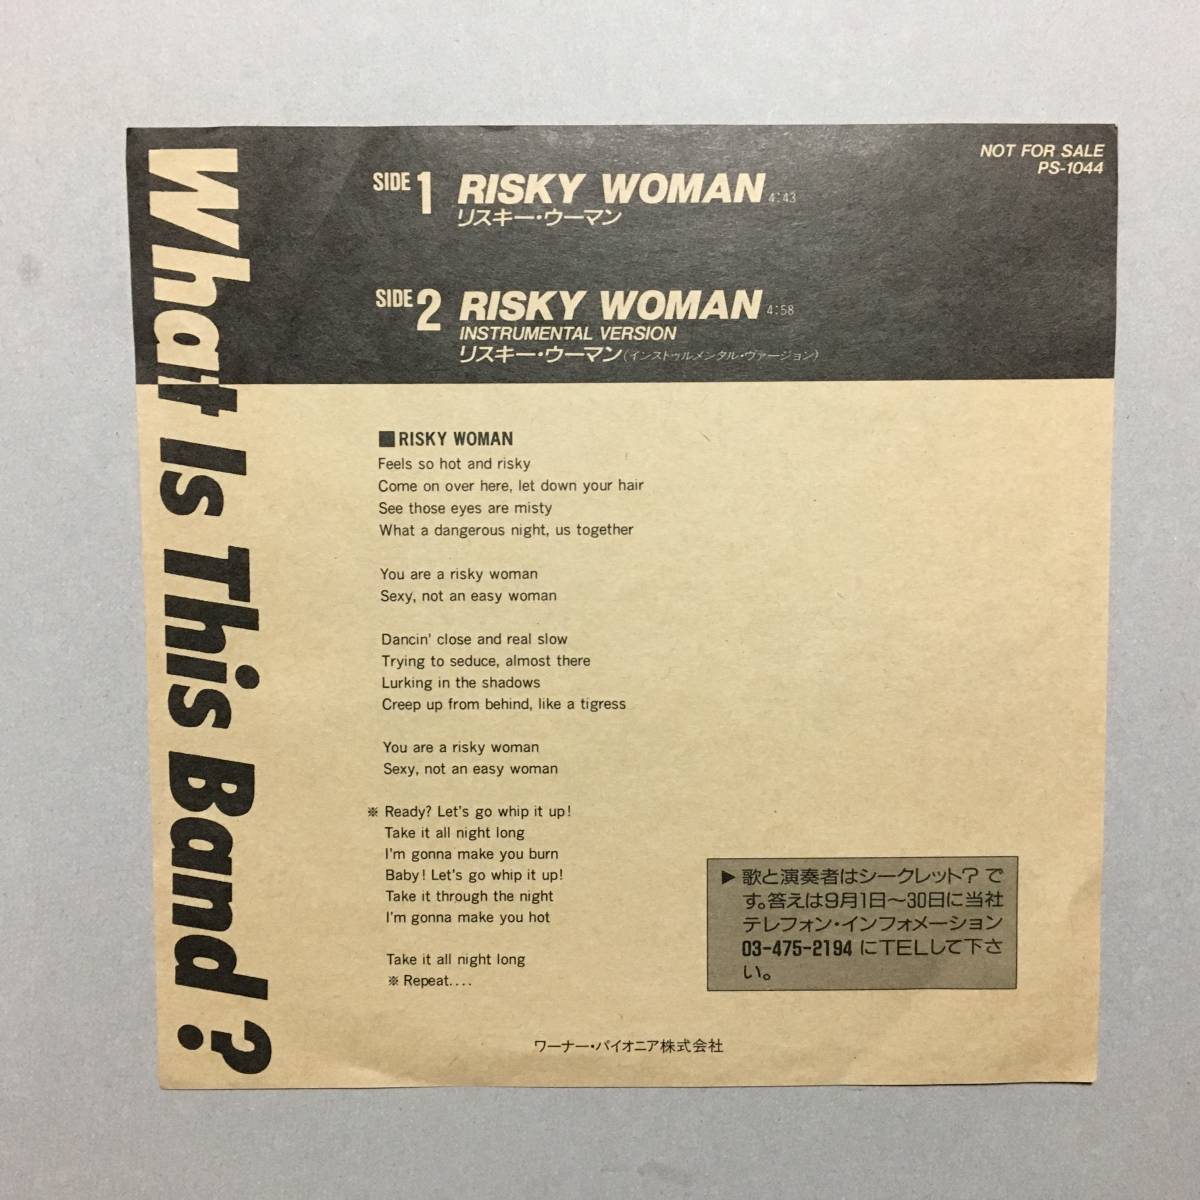 What Is This Band?
NOT FOR SALE
PS-1044
SIDE 1 RISKY WOMAN 4:43
リスキー・ウーマン
SIDE 2 RISKY WOMAN 4:58
INSTRUMENTAL VERSION
リスキー・ウーマン(インストゥルメンタル・ヴァージョン)
■RISKY WOMAN
Feels so hot and risky
Come on over here, let down your hair
See those eyes are misty
What a dangerous night, us together
You are a risky woman
Sexy, not an easy woman
Dancin' close and real slow
Trying to seduce, almost there
Lurking in the shadows
Creep up from behind, like a tigress
You are a risky woman
Sexy, not an easy woman
※ Ready? Let's go whip it up!
Take it all night long
I'm gonna make you burn
Baby! Let's go whip it up!
Take it through the night
I'm gonna make you hot
Take it all night long
※ Repeat....
▶ 歌と演奏者はシークレット? で
す。答えは9月1日〜30日に当社
テレフォン・インフォメーション
03-475-2194 にTELして下さ
い。
ワーナー・パイオニア株式会社